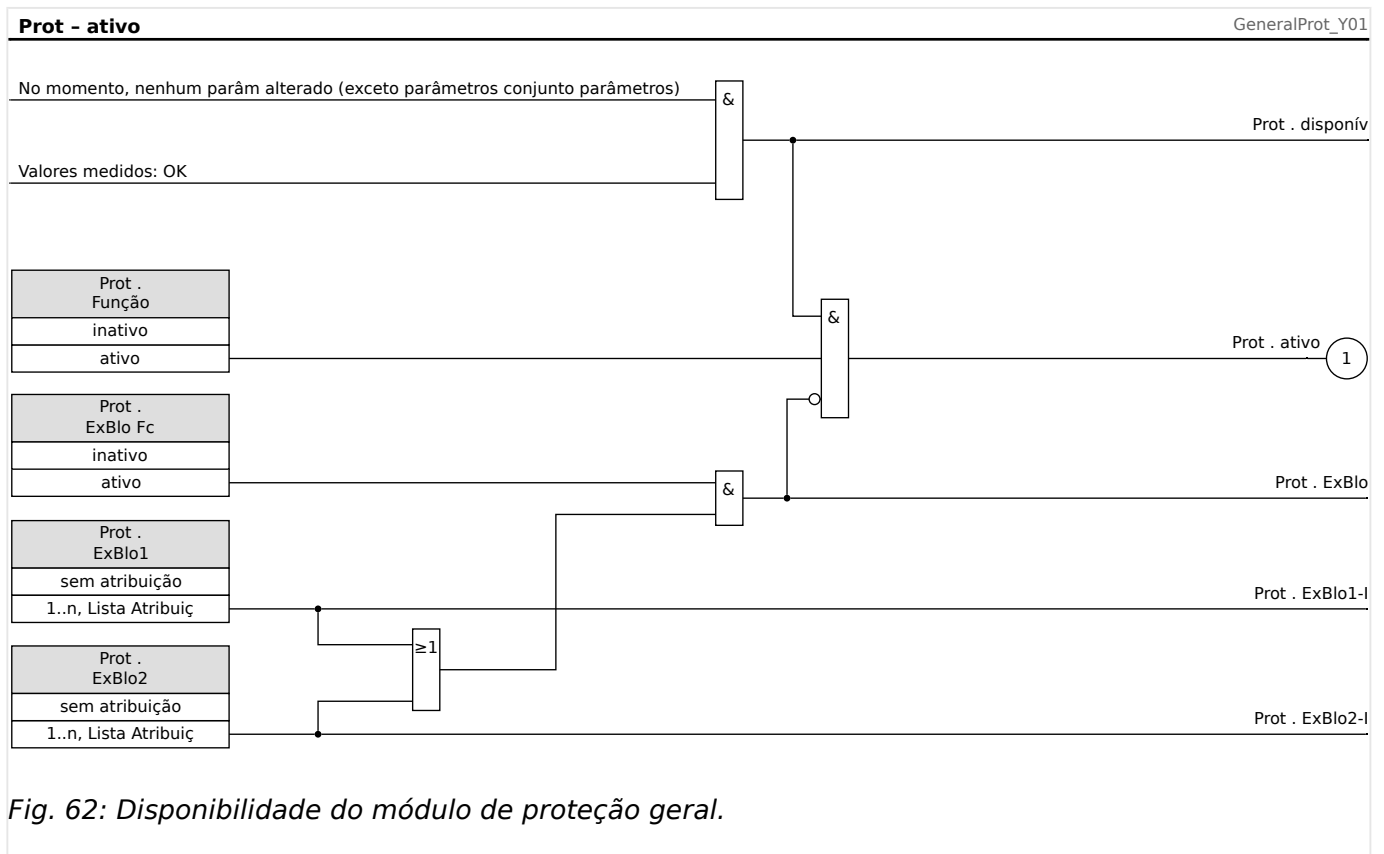 Prot – ativo
GeneralProt_Y01
No momento, nenhum parâm alterado (exceto parâmetros conjunto parâmetros)
&
Prot . disponív
Valores medidos: OK
Prot .
Função
inativo
ativo
&
Prot . ativo
1
Prot .
ExBlo Fc
inativo
ativo
&
Prot . ExBlo
Prot .
ExBlo1
sem atribuição
1..n, Lista Atribuiç
Prot . ExBlo1-I
≥1
Prot .
ExBlo2
sem atribuição
1..n, Lista Atribuiç
Prot . ExBlo2-I
Fig. 62: Disponibilidade do módulo de proteção geral.